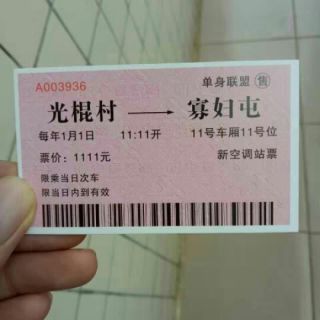 A003936 单身联盟 售
光棍村 寡妇屯
每年1月1日 11:11开 11号车厢11号位
票价：1111元 新空调站票
限乘当日次车
限当日内到有效